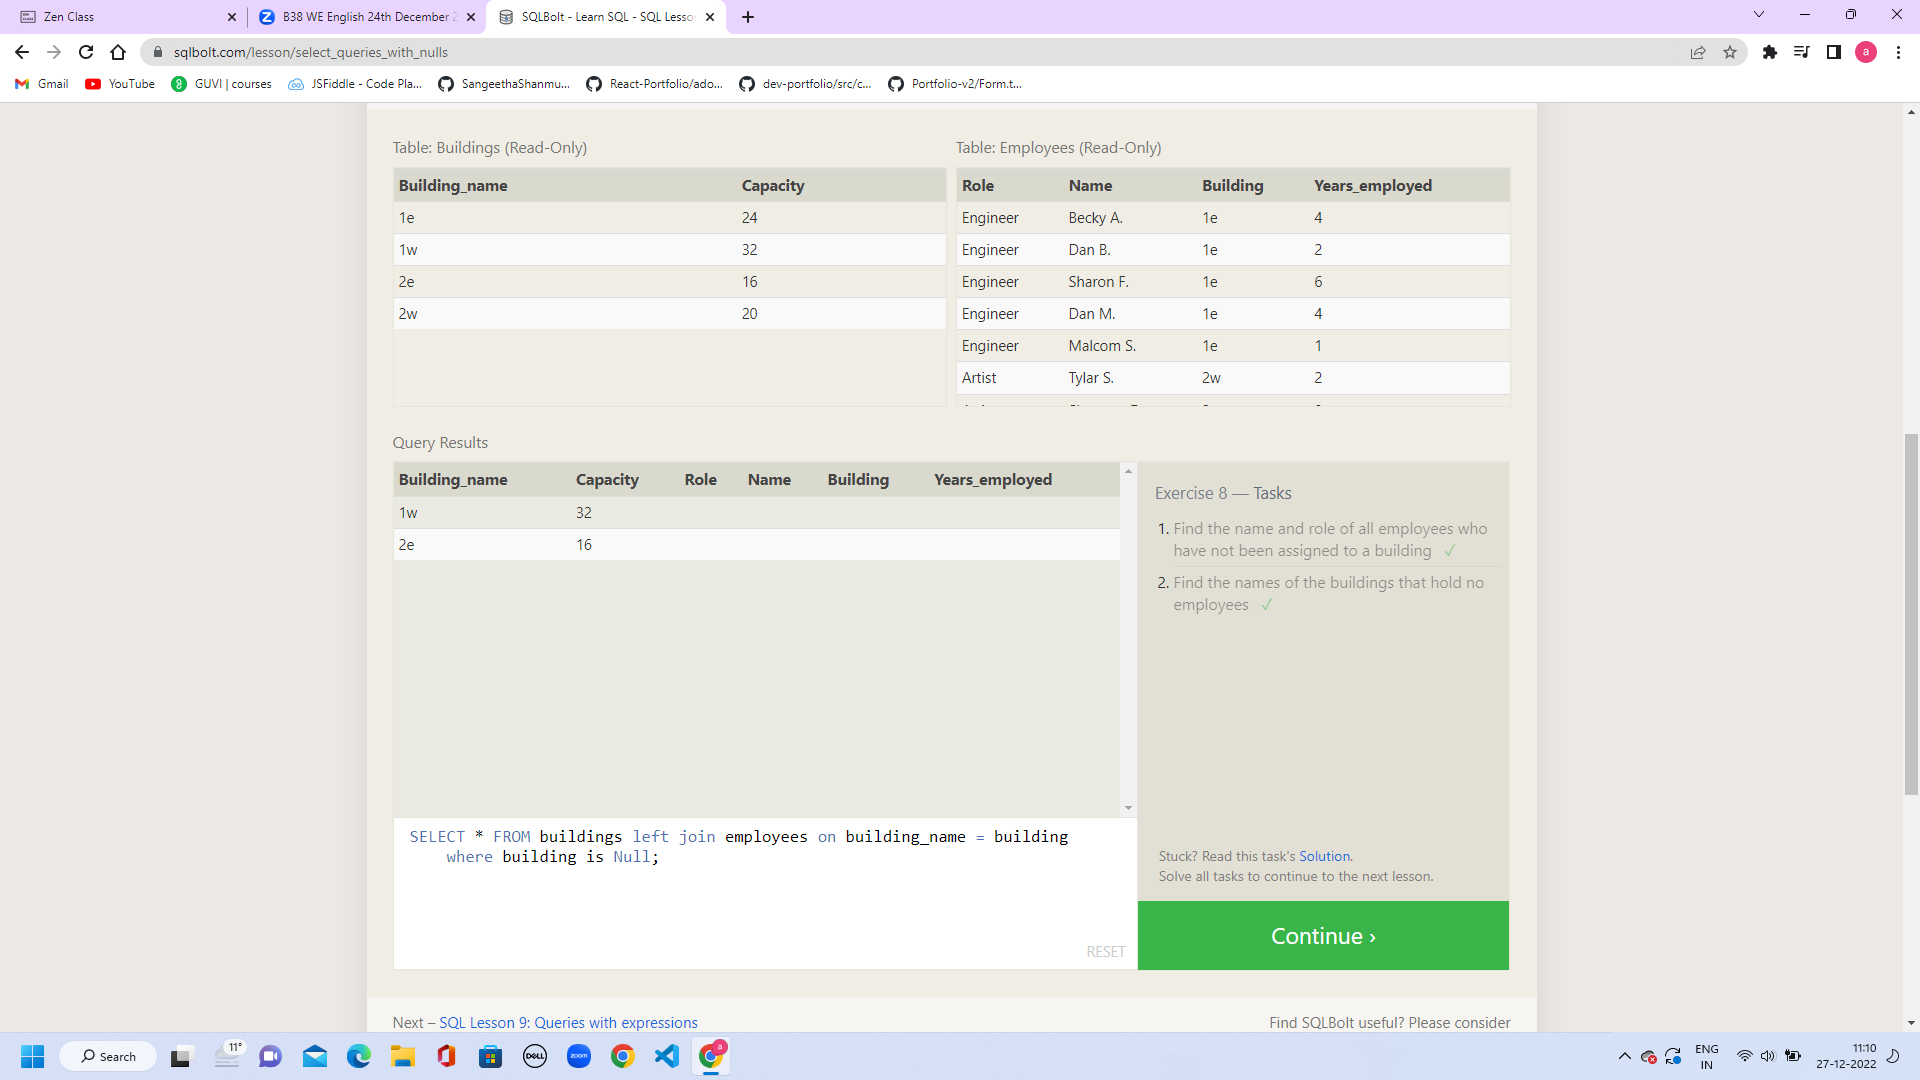 Zen Class
B38 WE English 24th December 2
SQLBolt - Learn SQL - SQL Lesso
sqlbolt.com/lesson/select_queries_with_nulls
a
Gmail
YouTube
GUVI | courses
JSFiddle - Code Pla...
SangeethaShanmu...
React-Portfolio/ado...
dev-portfolio/src/c...
Portfolio-v2/Form.t...
Table: Buildings (Read-Only)
Building_name Capacity
1e 24
1w 32
2e 16
2w 20
Table: Employees (Read-Only)
Role Name Building Years_employed
Engineer Becky A. 1e 4
Engineer Dan B. 1e 2
Engineer Sharon F. 1e 6
Engineer Dan M. 1e 4
Engineer Malcom S. 1e 1
Artist Tylar S. 2w 2
Query Results
Building_name Capacity Role Name Building Years_employed
1w 32
2e 16
Exercise 8 — Tasks
1. Find the name and role of all employees who
have not been assigned to a building ✓
2. Find the names of the buildings that hold no
employees ✓
SELECT * FROM buildings left join employees on building_name = building
where building is Null;
RESET
Stuck? Read this task's Solution.
Solve all tasks to continue to the next lesson.
Continue ›
Next – SQL Lesson 9: Queries with expressions
Find SQLBolt useful? Please consider
Search
11°
DELL
zoom
a
ENG
IN
11:10
27-12-2022